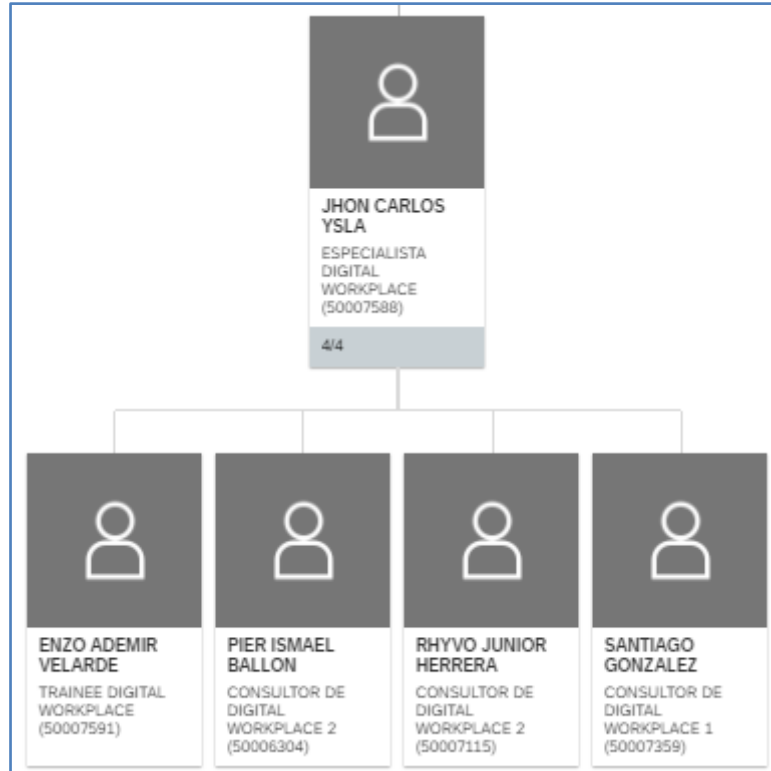 JHON CARLOS
YSLA
ESPECIALISTA
DIGITAL
WORKPLACE
(50007588)
4/4
ENZO ADEMIR
VELARDE
TRAINEE DIGITAL
WORKPLACE
(50007591)
PIER ISMAEL
BALLON
CONSULTOR DE
DIGITAL
WORKPLACE 2
(50006304)
RHYVO JUNIOR
HERRERA
CONSULTOR DE
DIGITAL
WORKPLACE 2
(50007115)
SANTIAGO
GONZALEZ
CONSULTOR DE
DIGITAL
WORKPLACE 1
(50007359)